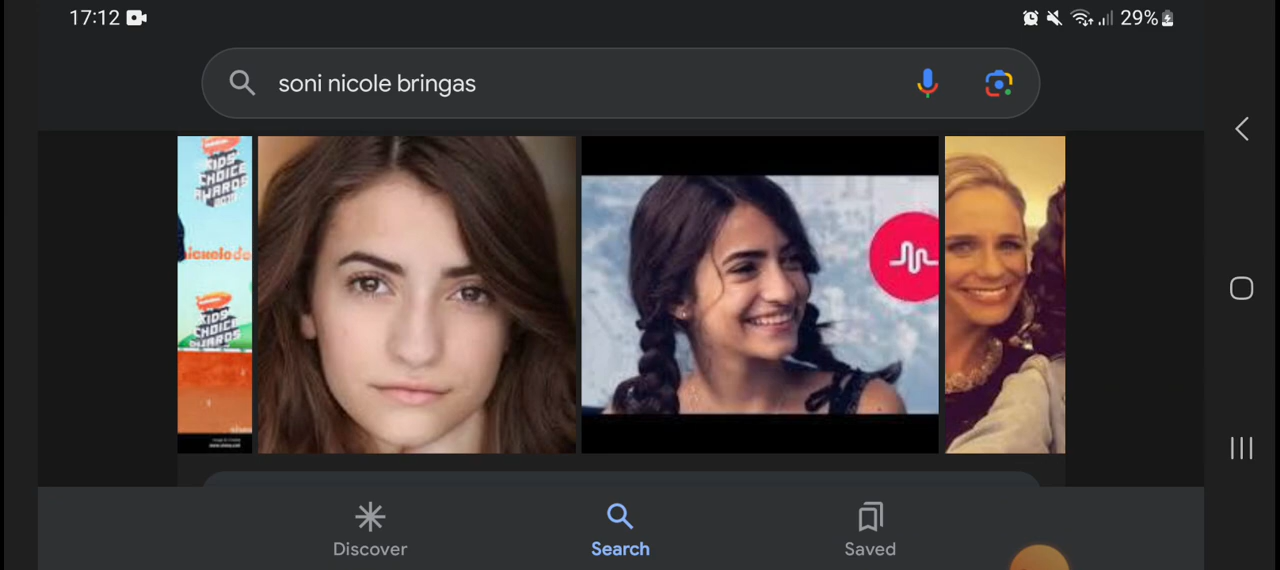 17:12
29%
soni nicole bringas
KIDS'
CHOICE
AWARDS
nickelode
KIDS'
CHOICE
AWARDS
Discover
Search
Saved